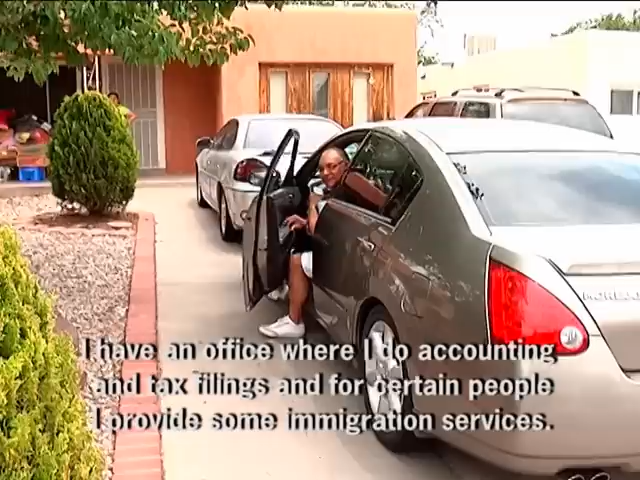 I have an office where I do accounting
and tax filings and for certain people
I provide some immigration services.